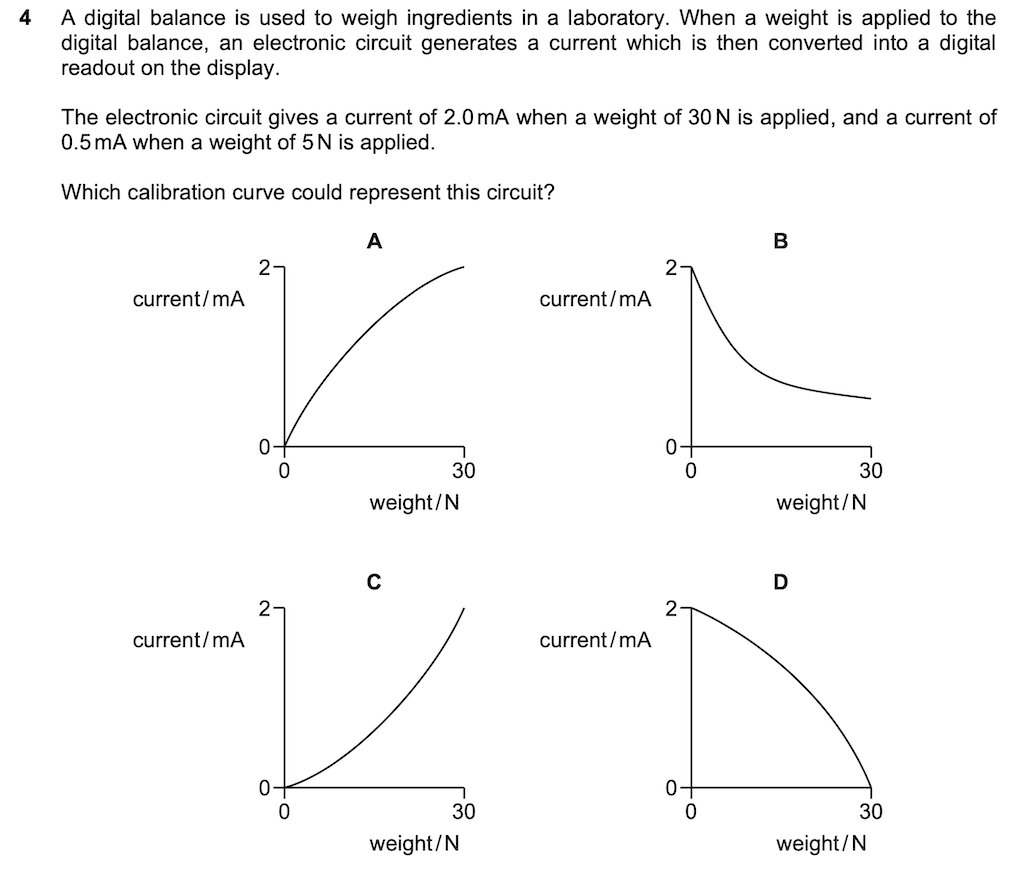 4 A digital balance is used to weigh ingredients in a laboratory. When a weight is applied to the
digital balance, an electronic circuit generates a current which is then converted into a digital
readout on the display.
The electronic circuit gives a current of 2.0 mA when a weight of 30 N is applied, and a current of
0.5 mA when a weight of 5 N is applied.
Which calibration curve could represent this circuit?
A
2
current / mA
0
0
30
weight / N
B
2
current / mA
0
0
30
weight / N
C
2
current / mA
0
0
30
weight / N
D
2
current / mA
0
0
30
weight / N